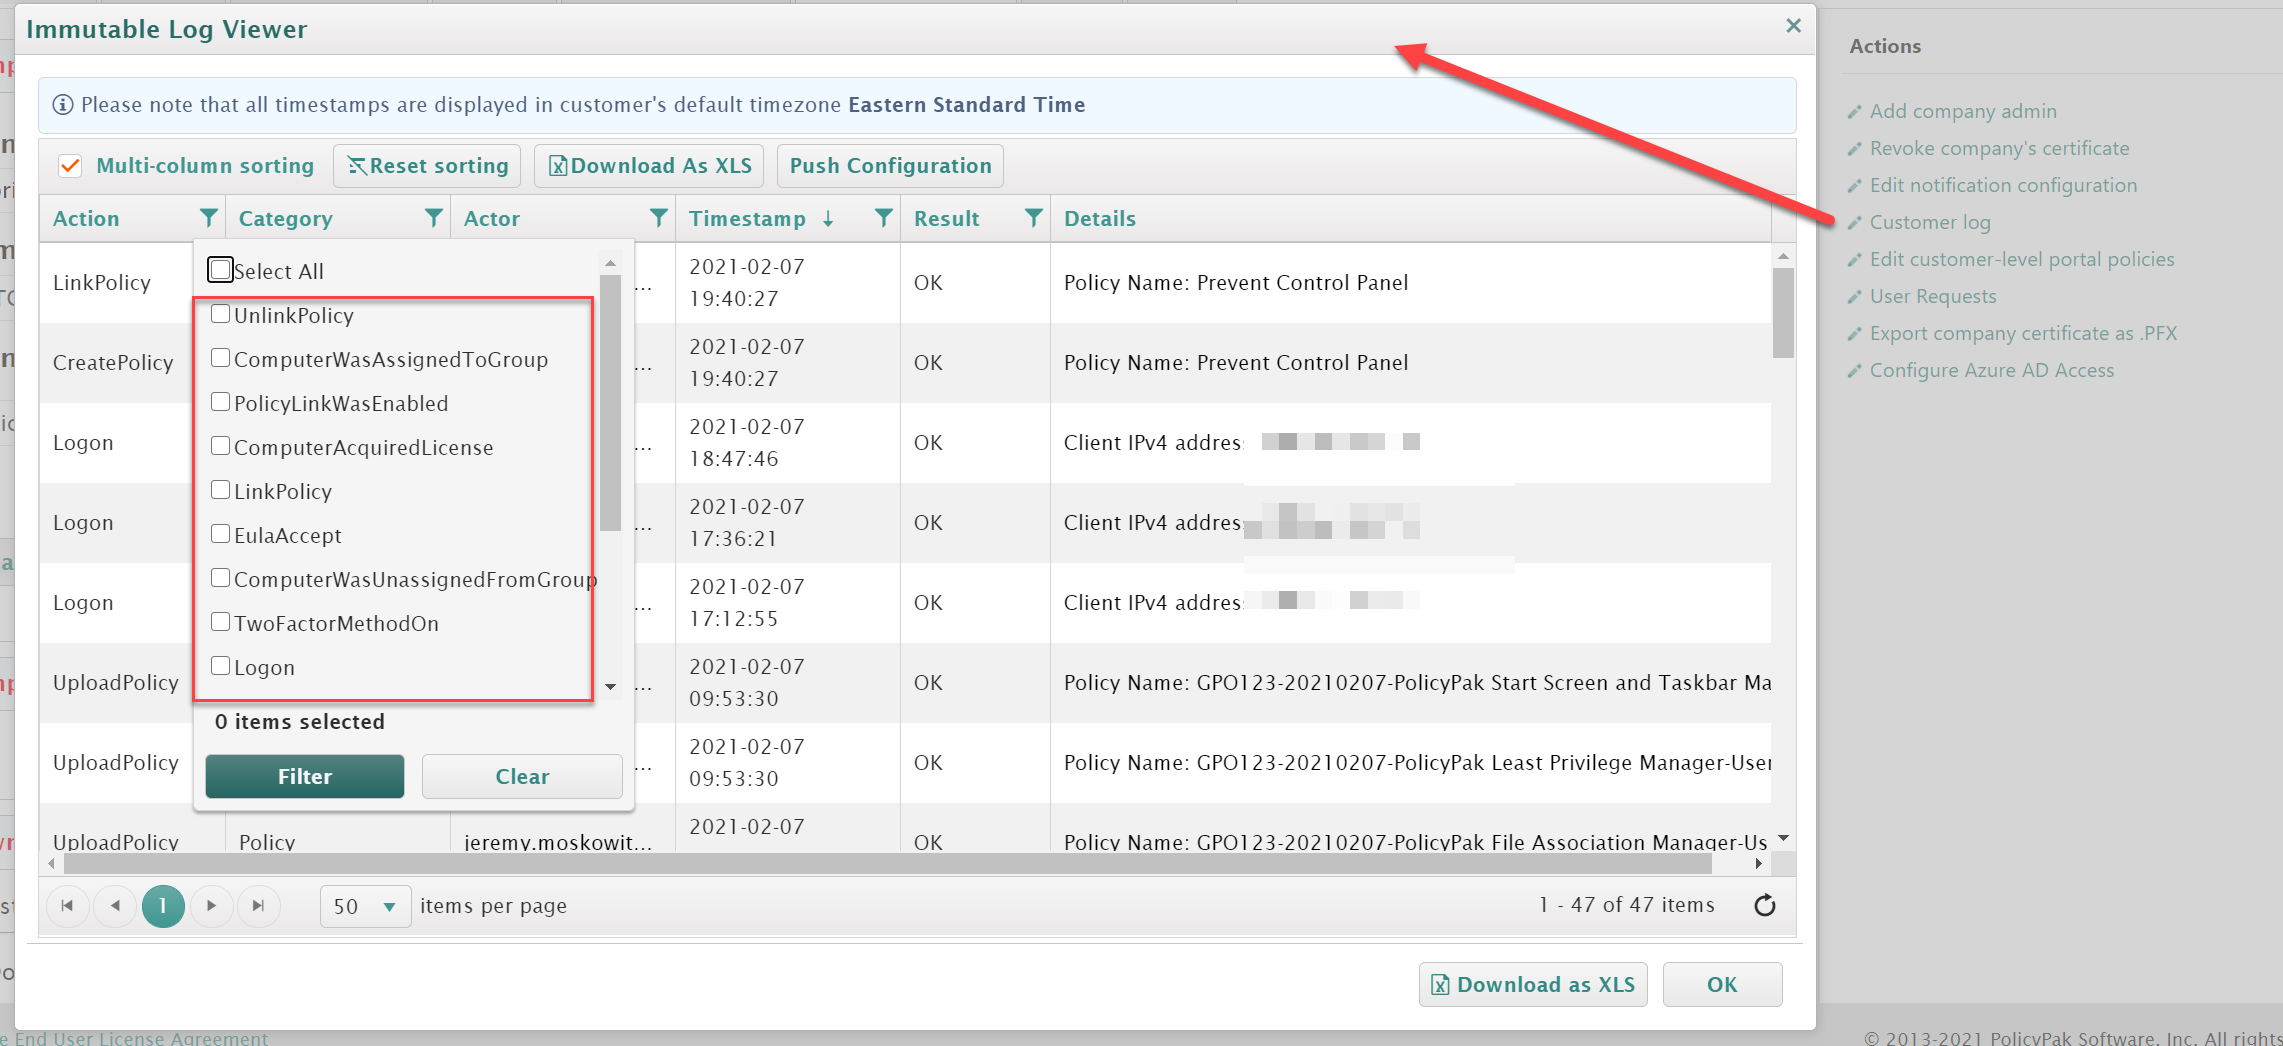 Immutable Log Viewer
Please note that all timestamps are displayed in customer's default timezone Eastern Standard Time
Multi-column sorting Reset sorting Download As XLS Push Configuration
Action Category Actor Timestamp Result Details
Select All
UnlinkPolicy
ComputerWasAssignedToGroup
PolicyLinkWasEnabled
ComputerAcquiredLicense
LinkPolicy
EulaAccept
ComputerWasUnassignedFromGroup
TwoFactorMethodOn
Logon
0 items selected
Filter Clear
LinkPolicy ... 2021-02-07 19:40:27 OK Policy Name: Prevent Control Panel
CreatePolicy ... 2021-02-07 19:40:27 OK Policy Name: Prevent Control Panel
Logon ... 2021-02-07 18:47:46 OK Client IPv4 address:
Logon ... 2021-02-07 17:36:21 OK Client IPv4 address:
Logon ... 2021-02-07 17:12:55 OK Client IPv4 address:
UploadPolicy ... 2021-02-07 09:53:30 OK Policy Name: GPO123-20210207-PolicyPak Start Screen and Taskbar Ma
UploadPolicy ... 2021-02-07 09:53:30 OK Policy Name: GPO123-20210207-PolicyPak Least Privilege Manager-User
UploadPolicy Policy jeremy.moskowit... 2021-02-07 OK Policy Name: GPO123-20210207-PolicyPak File Association Manager-Us
1 50 items per page 1 - 47 of 47 items
Download as XLS OK
Actions
Add company admin
Revoke company's certificate
Edit notification configuration
Customer log
Edit customer-level portal policies
User Requests
Export company certificate as .PFX
Configure Azure AD Access
e End User License Agreement
© 2013-2021 PolicyPak Software, Inc. All rights